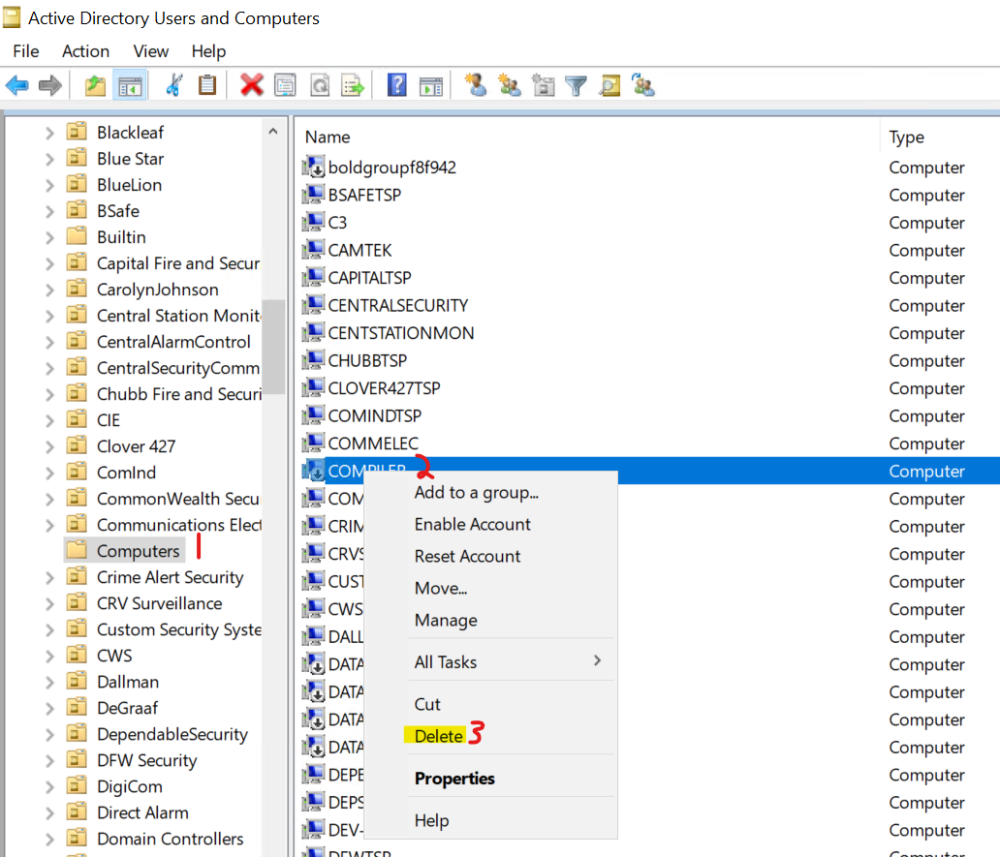 Active Directory Users and Computers
File Action View Help
Blackleaf
Blue Star
BlueLion
BSafe
Builtin
Capital Fire and Secur
CarolynJohnson
Central Station Monit
CentralAlarmControl
CentralSecurityComm
Chubb Fire and Securi
CIE
Clover 427
ComInd
CommonWealth Secu
Communications Elect
Computers 1
Crime Alert Security
CRV Surveillance
Custom Security Syste
CWS
Dallman
DeGraaf
DependableSecurity
DFW Security
DigiCom
Direct Alarm
Domain Controllers
Name Type
boldgroupf8f942 Computer
BSAFETSP Computer
C3 Computer
CAMTEK Computer
CAPITALTSP Computer
CENTRALSECURITY Computer
CENTSTATIONMON Computer
CHUBBTSP Computer
CLOVER427TSP Computer
COMINDTSP Computer
COMMELEC Computer
COMPILER 2 Computer
COM Computer
CRIM Computer
CRVS Computer
CUST Computer
CWS Computer
DALL Computer
DATA Computer
DATA Computer
DATA Computer
DATA Computer
DEPE Computer
DEPS Computer
DEV- Computer
DFWTSP Computer
Add to a group...
Enable Account
Reset Account
Move...
Manage
All Tasks
Cut
Delete 3
Properties
Help